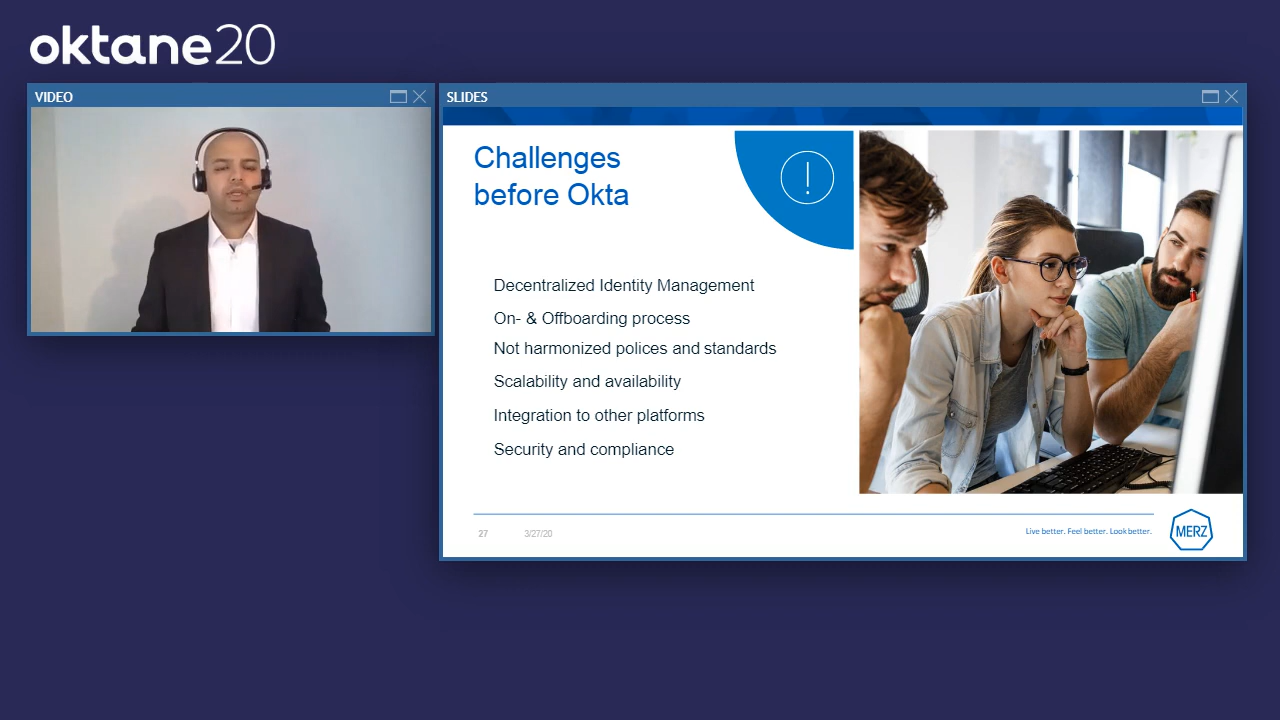 oktane20
VIDEO
SLIDES
Challenges
before Okta
Decentralized Identity Management
On- & Offboarding process
Not harmonized polices and standards
Scalability and availability
Integration to other platforms
Security and compliance
27
3/27/20
Live better. Feel better. Look better.
MERZ